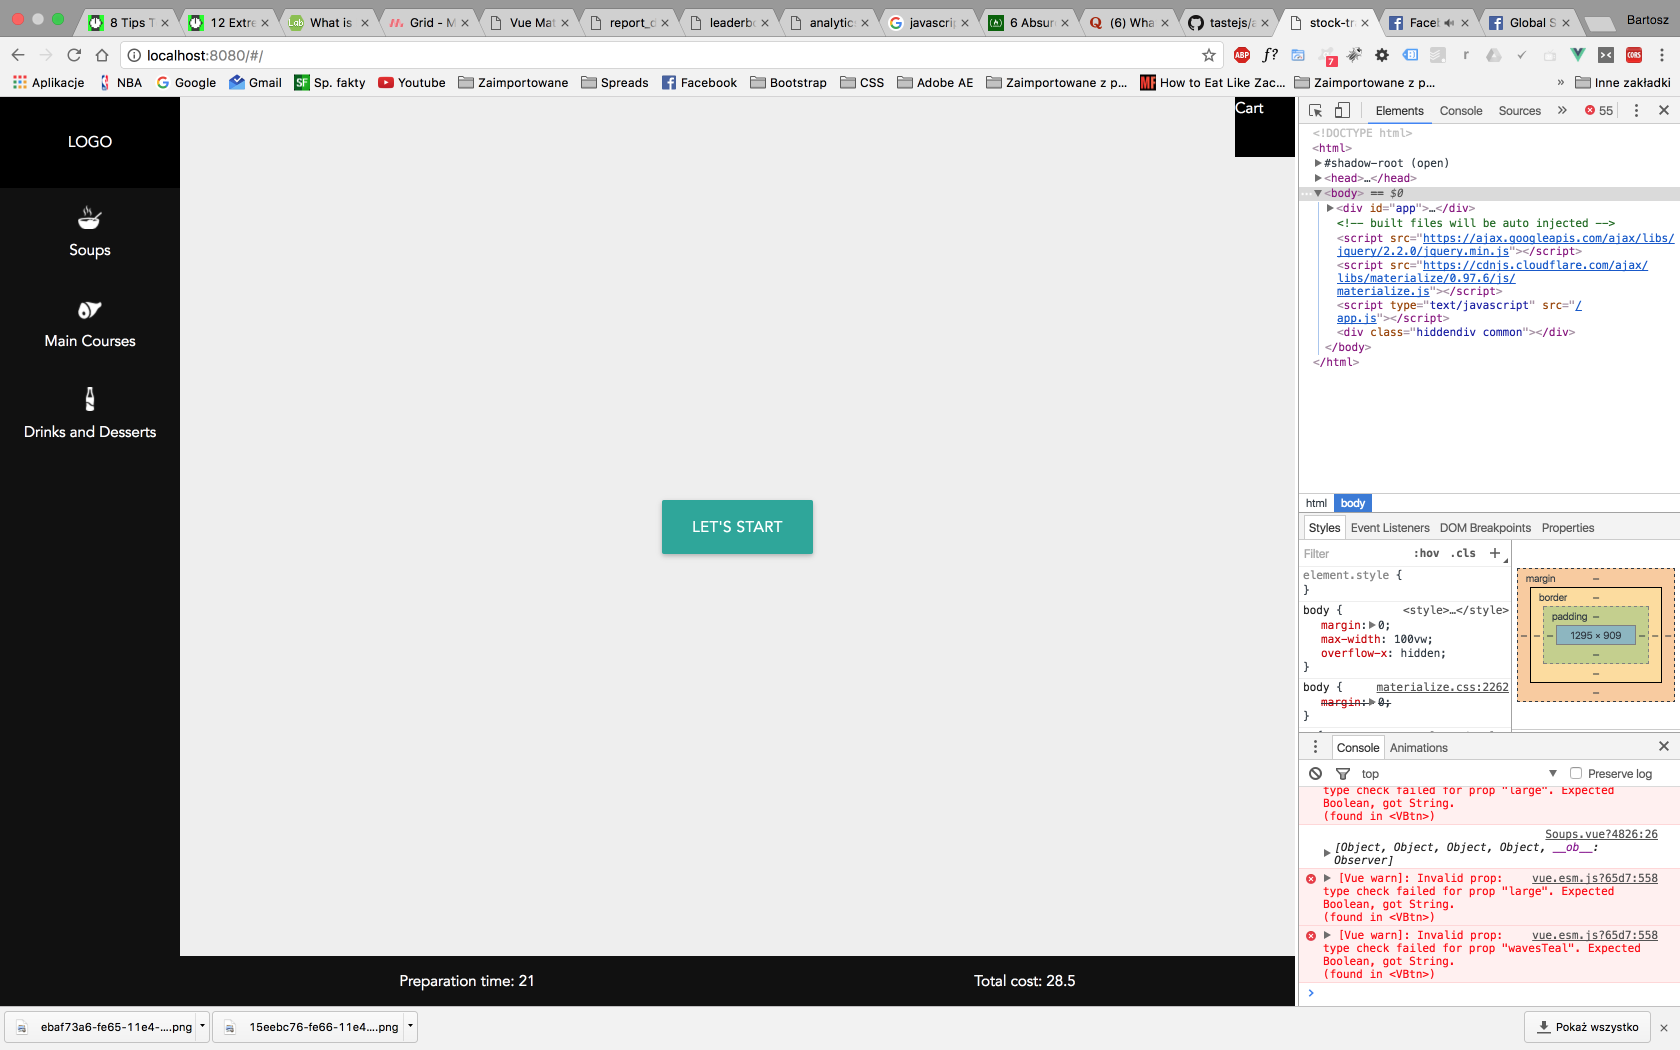 8 Tips T
12 Extre
What is
Grid - M
Vue Mat
report_d
leaderbo
analytics
javascrip
6 Absur
(6) Wha
tastejs/a
stock-tra
Faceb
Global S
Bartosz
localhost:8080/#/
ABP
f?
7
r
CORS
Aplikacje
NBA
Google
Gmail
SF Sp. fakty
Youtube
Zaimportowane
Spreads
Facebook
Bootstrap
CSS
Adobe AE
Zaimportowane z p...
MF How to Eat Like Zac...
Zaimportowane z p...
»
Inne zakładki
LOGO
Soups
Main Courses
Drinks and Desserts
Cart
LET'S START
Preparation time: 21
Total cost: 28.5
Elements
Console
Sources
»
55
<!DOCTYPE html>
<html>
#shadow-root (open)
<head>…</head>
<body> == $0
<div id="app">…</div>
<!-- built files will be auto injected -->
<script src="https://ajax.googleapis.com/ajax/libs/
jquery/2.2.0/jquery.min.js"></script>
<script src="https://cdnjs.cloudflare.com/ajax/
libs/materialize/0.97.6/js/
materialize.js"></script>
<script type="text/javascript" src="/
app.js"></script>
<div class="hiddendiv common"></div>
</body>
</html>
html
body
Styles
Event Listeners
DOM Breakpoints
Properties
Filter
:hov
.cls
+
element.style {
}
body {
<style>…</style>
margin: 0;
max-width: 100vw;
overflow-x: hidden;
}
body {
materialize.css:2262
margin: 0;
}
margin
–
border
–
padding
–
1295 × 909
Console
Animations
top
Preserve log
type check failed for prop "large". Expected
Boolean, got String.
(found in <VBtn>)
Soups.vue?4826:26
[Object, Object, Object, Object, __ob__:
Observer]
[Vue warn]: Invalid prop:
vue.esm.js?65d7:558
type check failed for prop "large". Expected
Boolean, got String.
(found in <VBtn>)
[Vue warn]: Invalid prop:
vue.esm.js?65d7:558
type check failed for prop "wavesTeal". Expected
Boolean, got String.
(found in <VBtn>)
ebaf73a6-fe65-11e4-....png
15eebc76-fe66-11e4....png
Pokaż wszystko